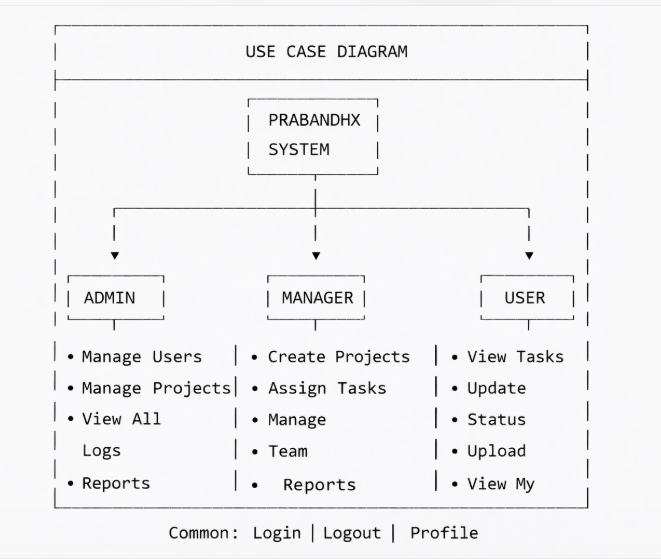 USE CASE DIAGRAM
PRABANDHX
SYSTEM
ADMIN
MANAGER
USER
• Manage Users
• Manage Projects
• View All
Logs
• Reports
• Create Projects
• Assign Tasks
• Manage
• Team
• Reports
• View Tasks
• Update
• Status
• Upload
• View My
Common: Login | Logout | Profile